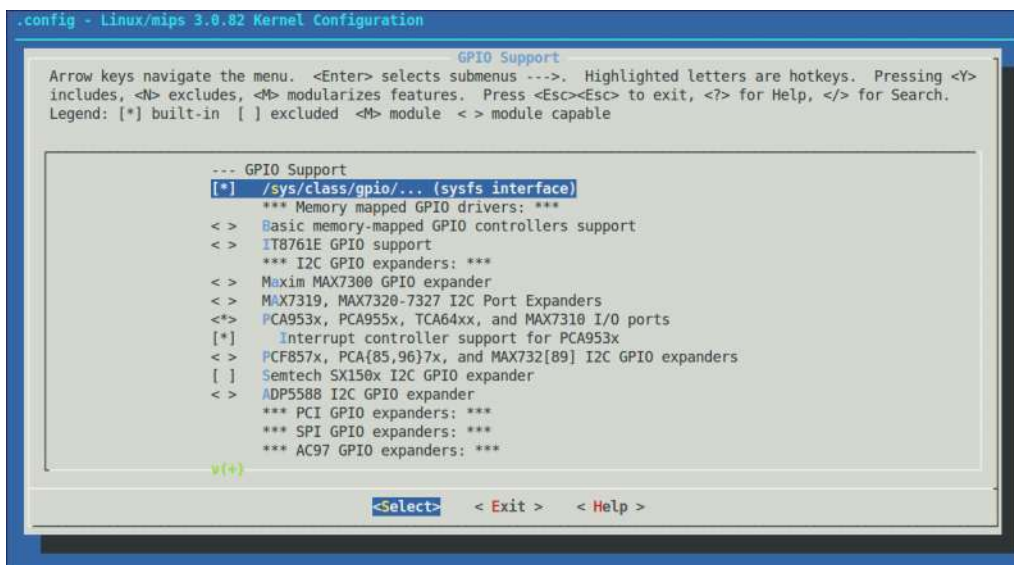 .config - Linux/mips 3.0.82 Kernel Configuration
GPIO Support
Arrow keys navigate the menu.  <Enter> selects submenus --->.  Highlighted letters are hotkeys.  Pressing <Y>
includes, <N> excludes, <M> modularizes features.  Press <Esc><Esc> to exit, <?> for Help, </> for Search.
Legend: [*] built-in  [ ] excluded  <M> module  < > module capable
--- GPIO Support
[*]   /sys/class/gpio/... (sysfs interface)
*** Memory mapped GPIO drivers: ***
< >   Basic memory-mapped GPIO controllers support
< >   IT8761E GPIO support
*** I2C GPIO expanders: ***
< >   Maxim MAX7300 GPIO expander
< >   MAX7319, MAX7320-7327 I2C Port Expanders
<*>   PCA953x, PCA955x, TCA64xx, and MAX7310 I/O ports
[*]     Interrupt controller support for PCA953x
< >   PCF857x, PCA{85,96}7x, and MAX732[89] I2C GPIO expanders
[ ]   Semtech SX150x I2C GPIO expander
< >   ADP5588 I2C GPIO expander
*** PCI GPIO expanders: ***
*** SPI GPIO expanders: ***
*** AC97 GPIO expanders: ***
v(+)
<Select>    < Exit >    < Help >